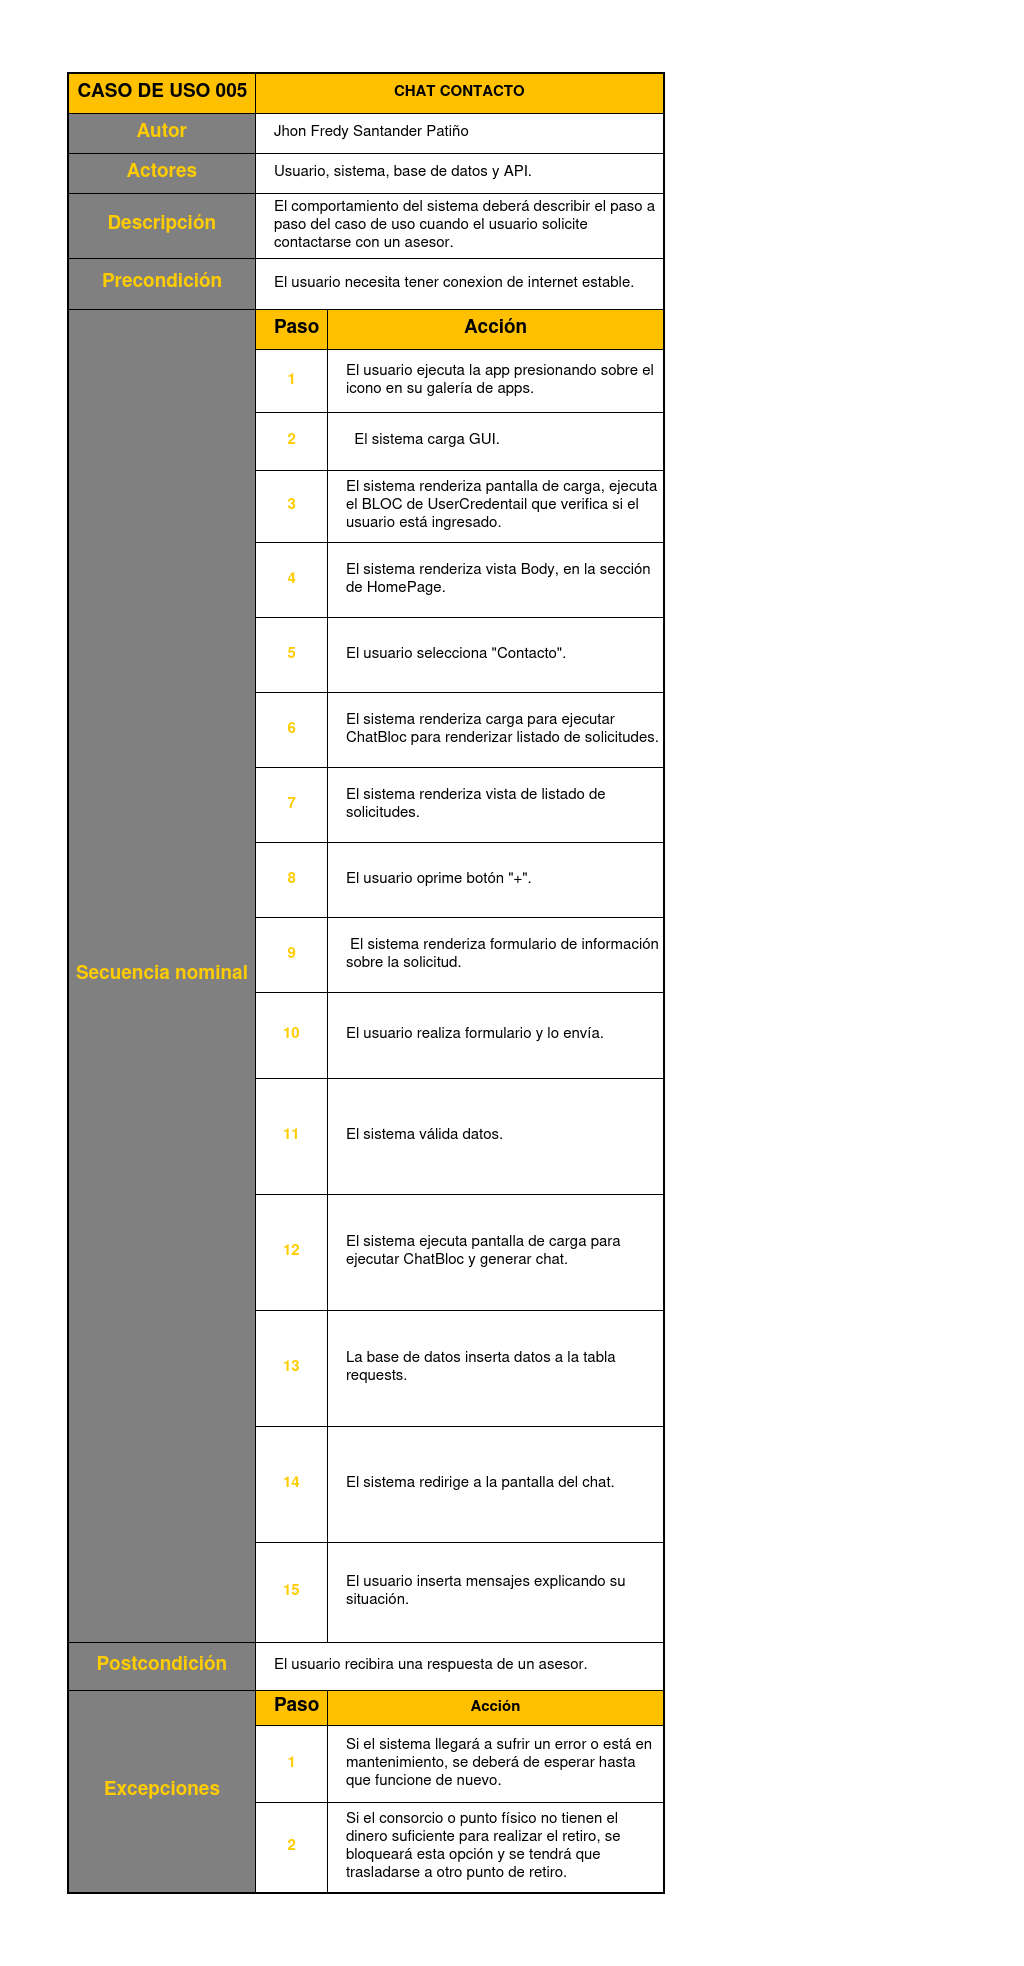 CASO DE USO 005
CHAT CONTACTO
Autor
Jhon Fredy Santander Patiño
Actores
Usuario, sistema, base de datos y API.
Descripción
El comportamiento del sistema deberá describir el paso a
paso del caso de uso cuando el usuario solicite
contactarse con un asesor.
Precondición
El usuario necesita tener conexion de internet estable.
Secuencia nominal
Paso
Acción
1
El usuario ejecuta la app presionando sobre el
icono en su galería de apps.
2
El sistema carga GUI.
3
El sistema renderiza pantalla de carga, ejecuta
el BLOC de UserCredentail que verifica si el
usuario está ingresado.
4
El sistema renderiza vista Body, en la sección
de HomePage.
5
El usuario selecciona "Contacto".
6
El sistema renderiza carga para ejecutar
ChatBloc para renderizar listado de solicitudes.
7
El sistema renderiza vista de listado de
solicitudes.
8
El usuario oprime botón "+".
9
El sistema renderiza formulario de información
sobre la solicitud.
10
El usuario realiza formulario y lo envía.
11
El sistema válida datos.
12
El sistema ejecuta pantalla de carga para
ejecutar ChatBloc y generar chat.
13
La base de datos inserta datos a la tabla
requests.
14
El sistema redirige a la pantalla del chat.
15
El usuario inserta mensajes explicando su
situación.
Postcondición
El usuario recibira una respuesta de un asesor.
Excepciones
Paso
Acción
1
Si el sistema llegará a sufrir un error o está en
mantenimiento, se deberá de esperar hasta
que funcione de nuevo.
2
Si el consorcio o punto físico no tienen el
dinero suficiente para realizar el retiro, se
bloqueará esta opción y se tendrá que
trasladarse a otro punto de retiro.